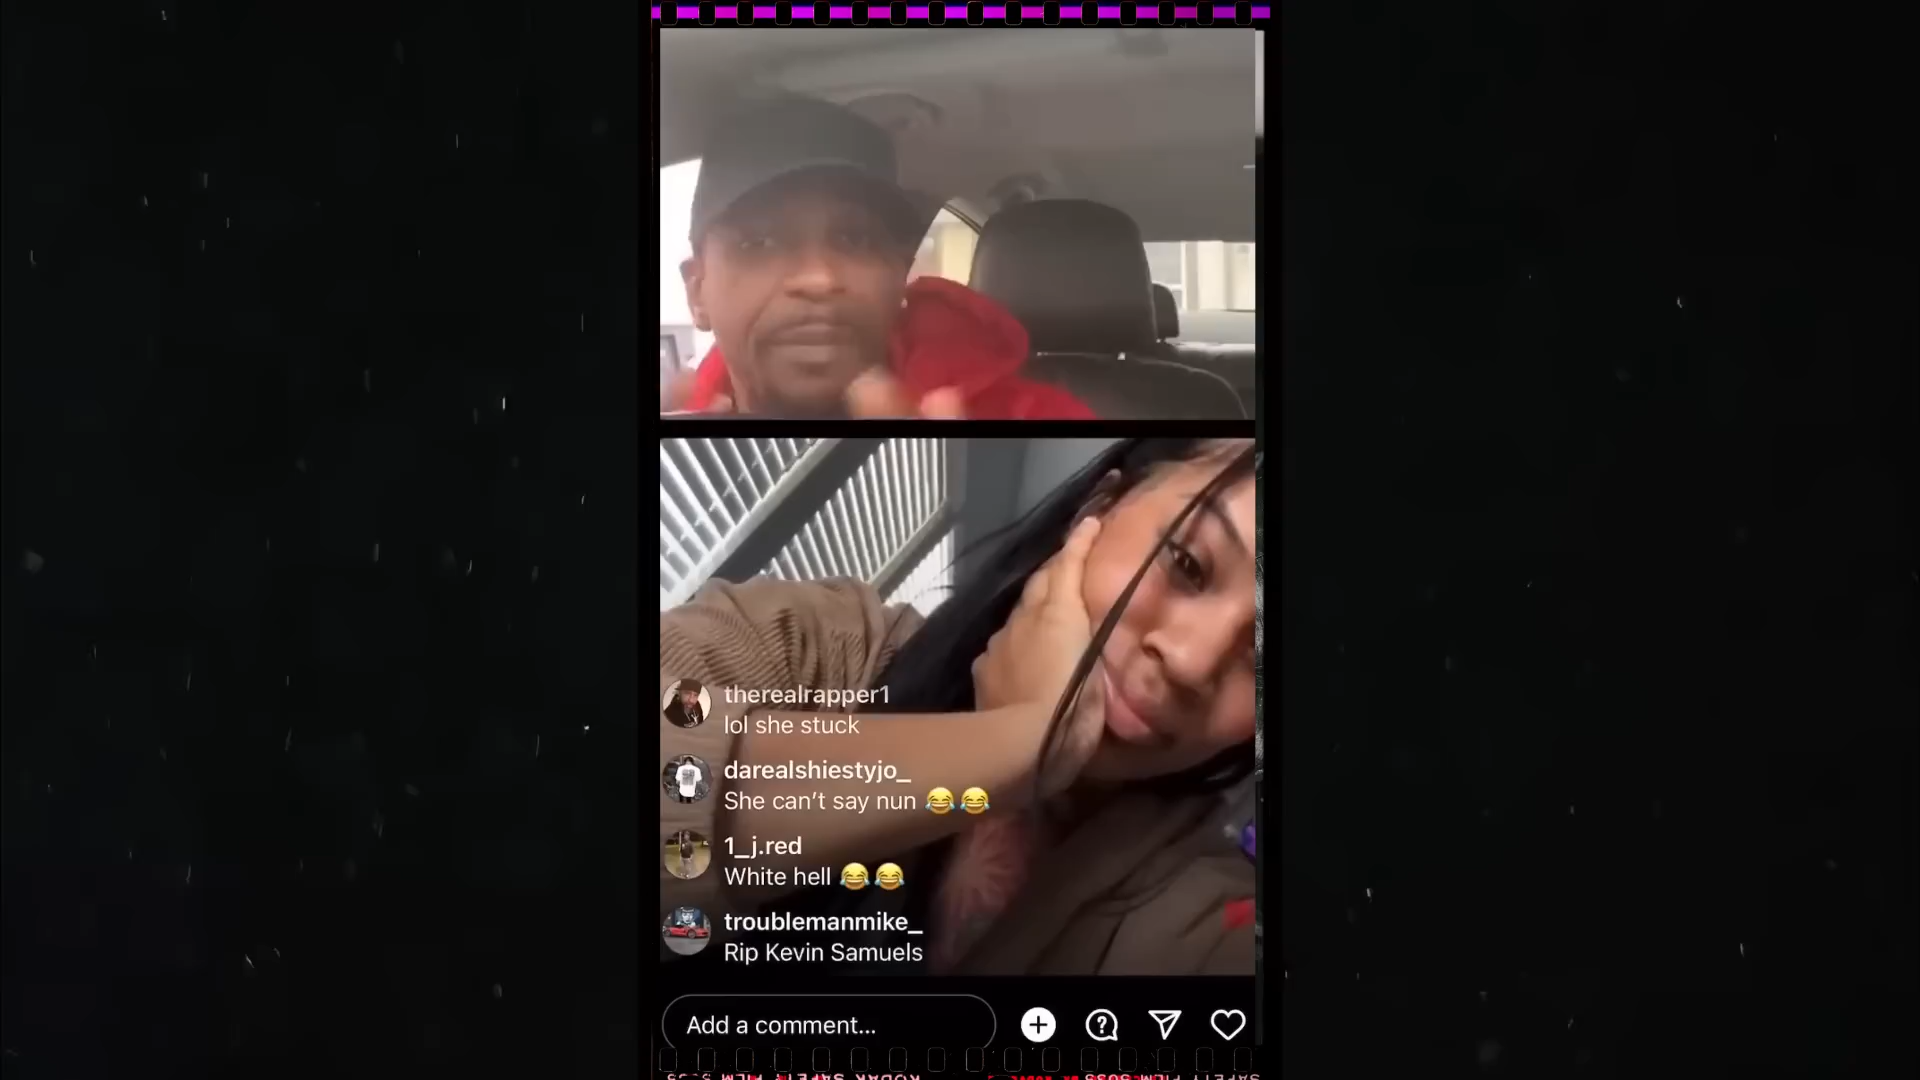 therealrapper1
lol she stuck
darealshiestyjo_
She can't say nun 😂😂
1_j.red
White hell 😂😂
troublemanmike_
Rip Kevin Samuels
Add a comment...